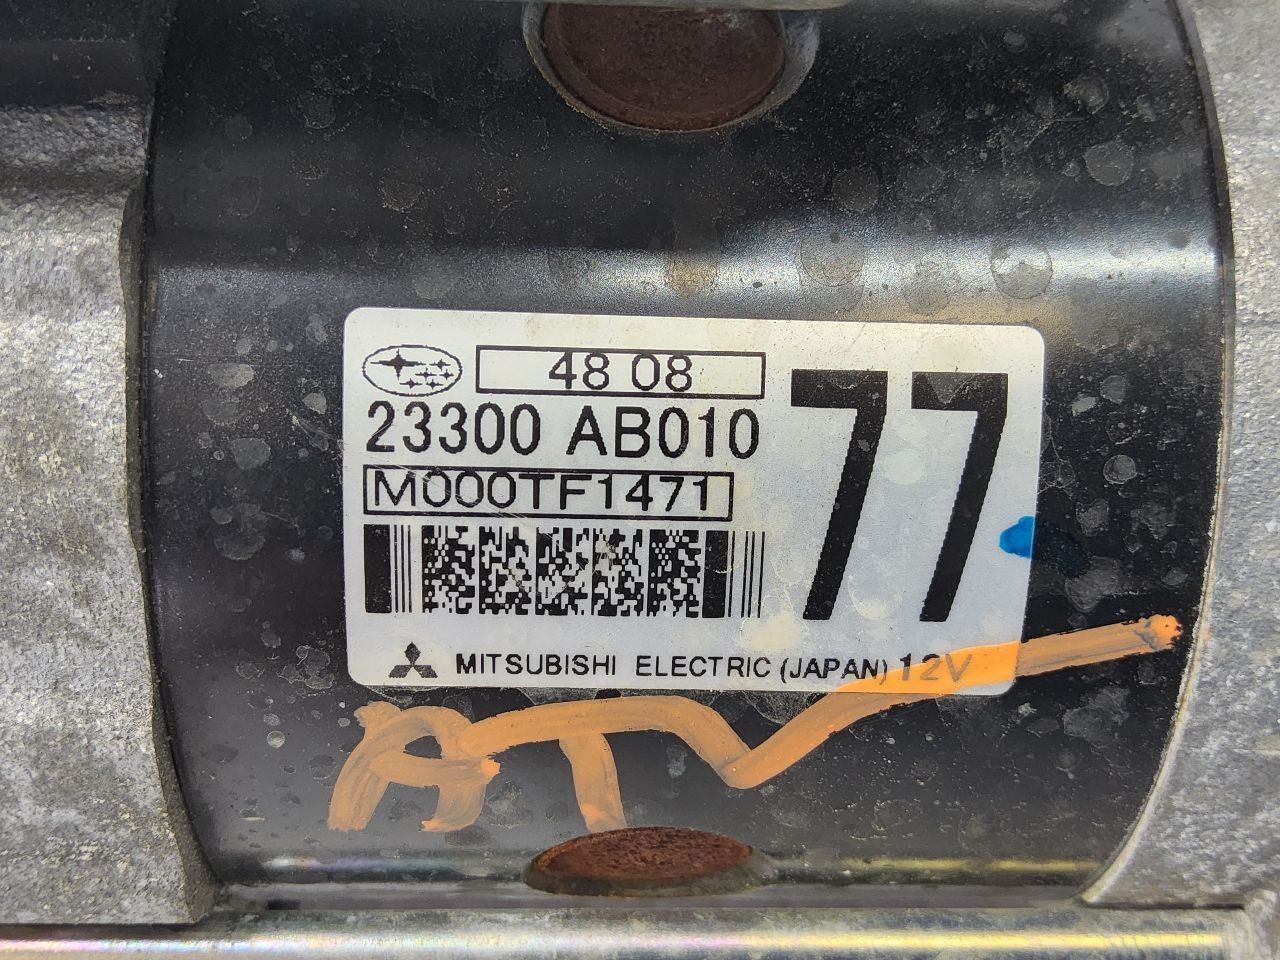 48 08
23300 AB010
77
M000TF1471
MITSUBISHI ELECTRIC (JAPAN) 12V
ATV